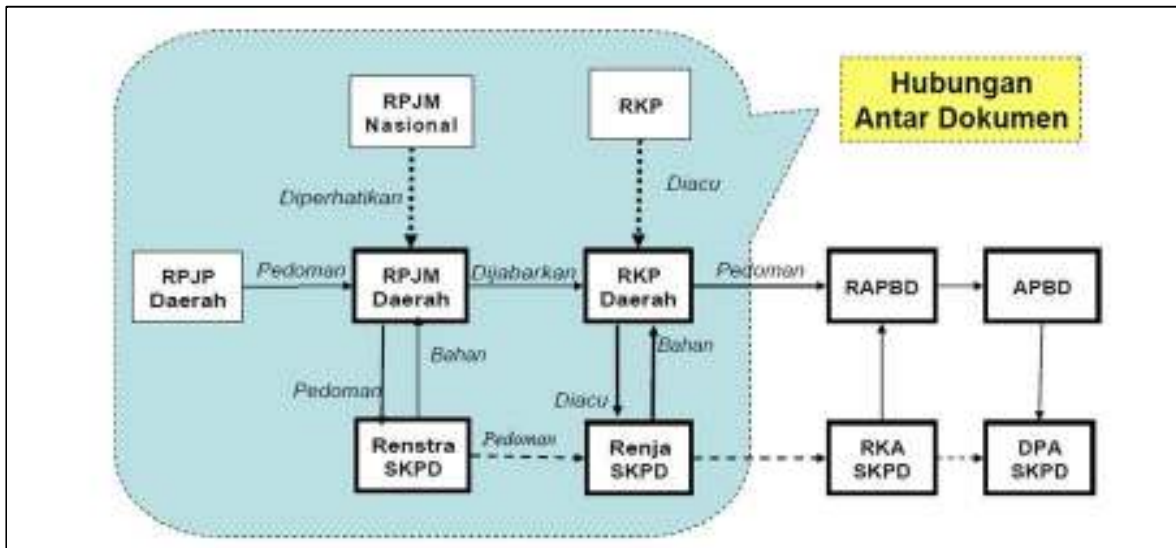 Hubungan
Antar Dokumen
RPJM
Nasional
RKP
Diperhatikan
Diacu
RPJP
Daerah
Pedoman
RPJM
Daerah
Dijabarkan
RKP
Daerah
Pedoman
RAPBD
APBD
Pedoman
Bahan
Diacu
Bahan
Renstra
SKPD
Pedoman
Renja
SKPD
RKA
SKPD
DPA
SKPD